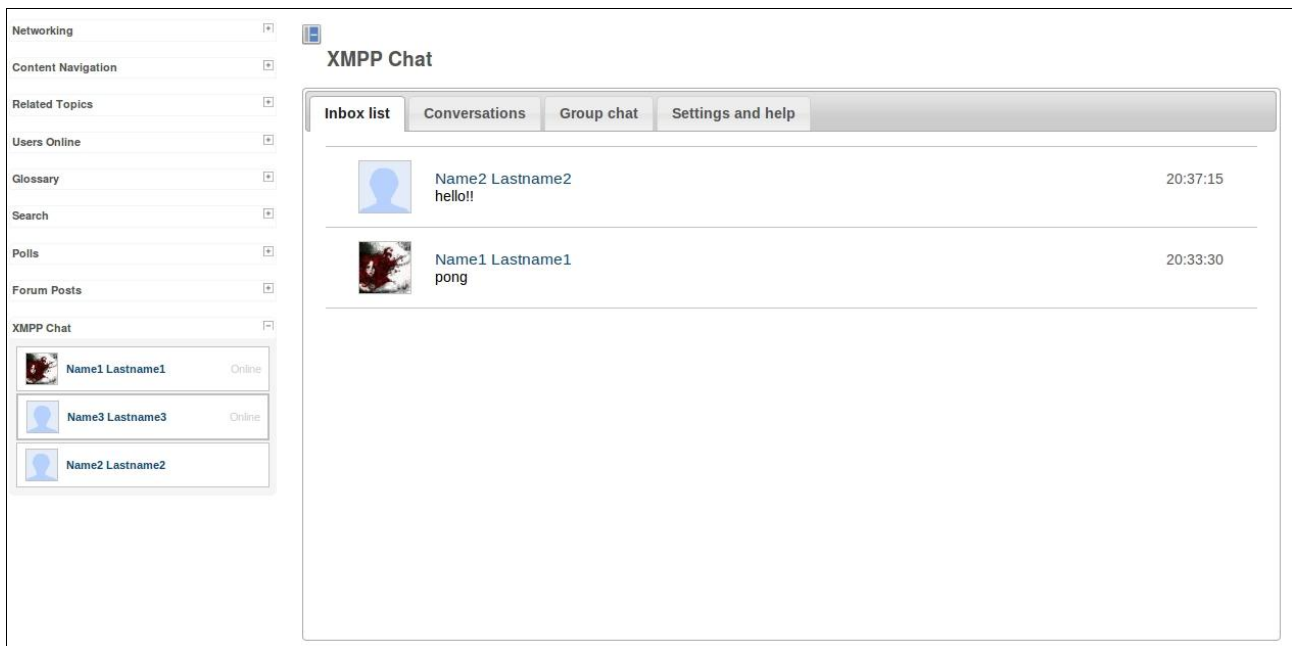 Networking
Content Navigation
Related Topics
Users Online
Glossary
Search
Polls
Forum Posts
XMPP Chat
Name1 Lastname1 Online
Name3 Lastname3 Online
Name2 Lastname2
XMPP Chat
Inbox list Conversations Group chat Settings and help
Name2 Lastname2 20:37:15
hello!!
Name1 Lastname1 20:33:30
pong